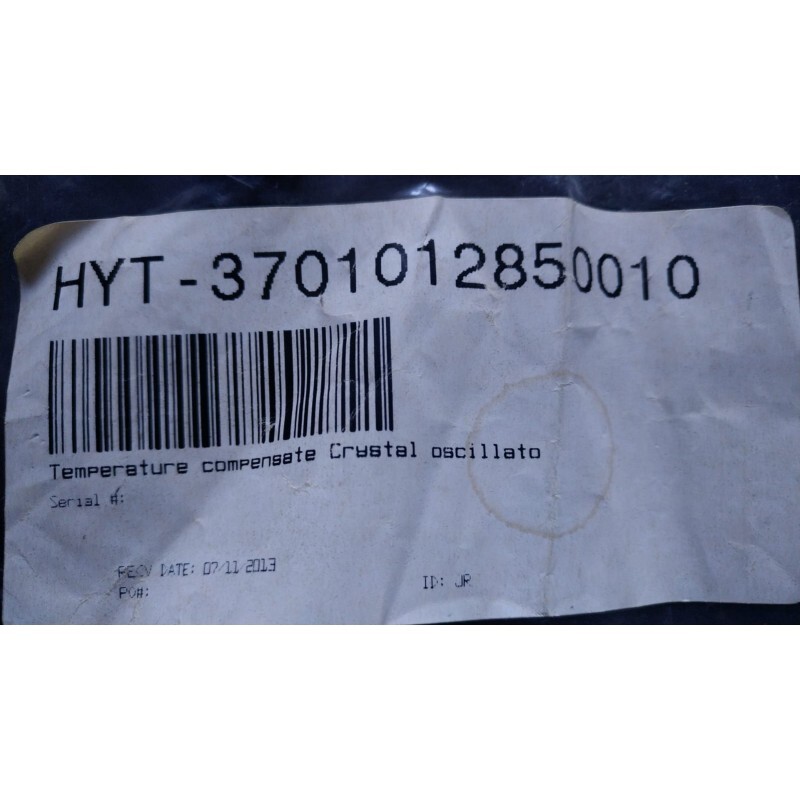 HYT-3701012850010
Temperature compensate Crystal oscillato
Serial #:
RECV DATE: 07/11/2013
PO#:
ID: JR